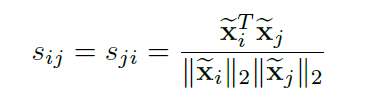 $s_{ij} = s_{ji} = \frac{\widetilde{\mathbf{x}}_i^T \widetilde{\mathbf{x}}_j}{\|\widetilde{\mathbf{x}}_i\|_2 \|\widetilde{\mathbf{x}}_j\|_2}$